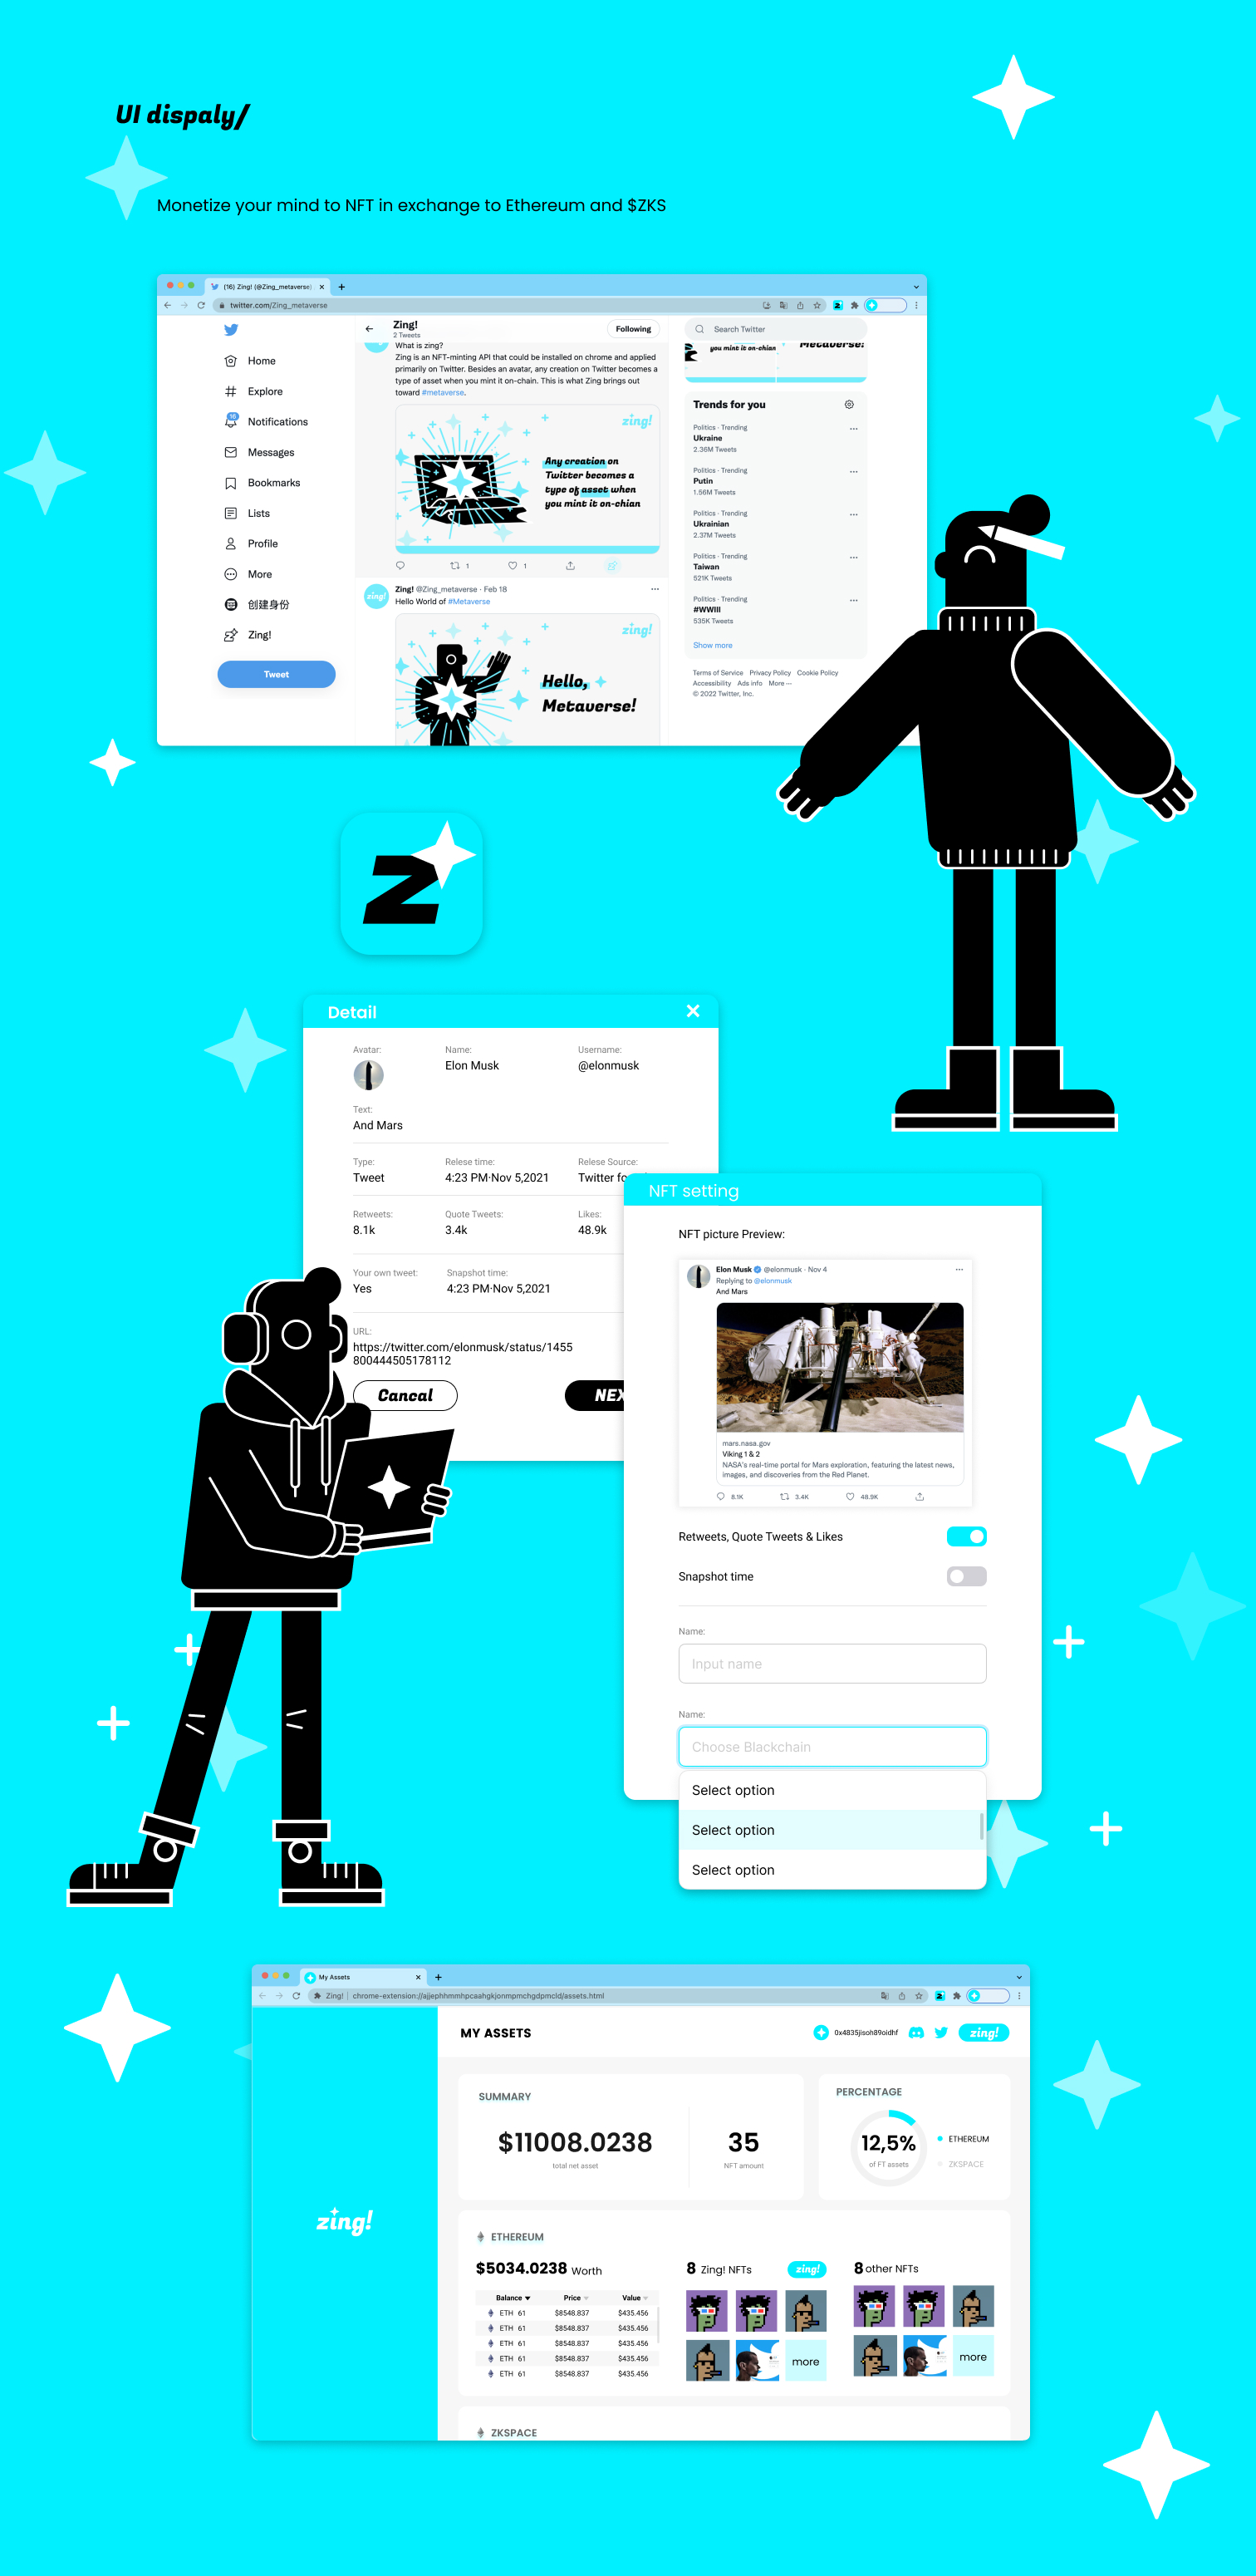 UI dispaly/
Monetize your mind to NFT in exchange to Ethereum and $ZKS
(16) Zing! (@Zing_metaverse)
twitter.com/Zing_metaverse
Home
Explore
16
Notifications
Messages
Bookmarks
Lists
Profile
More
创建身份
Zing!
Tweet
Zing!
2 Tweets
Following
What is zing?
Zing is an NFT-minting API that could be installed on chrome and applied
primarily on Twitter. Besides an avatar, any creation on Twitter becomes a
type of asset when you mint it on-chain. This is what Zing brings out
toward #metaverse.
zing!
Any creation on
Twitter becomes a
type of asset when
you mint it on-chian
1
1
zing!
Zing! @Zing_metaverse · Feb 18
Hello World of #Metaverse
zing!
Hello,
Metaverse!
Search Twitter
you mint it on-chian
Metaverse!
Trends for you
Politics · Trending
Ukraine
2.36M Tweets
Politics · Trending
Putin
1.56M Tweets
Politics · Trending
Ukrainian
2.37M Tweets
Politics · Trending
Taiwan
521K Tweets
Politics · Trending
#WWIII
535K Tweets
Show more
Terms of Service Privacy Policy Cookie Policy
Accessibility Ads info More ···
© 2022 Twitter, Inc.
Z
Detail
Avatar:
Name:
Username:
Elon Musk
@elonmusk
Text:
And Mars
Type:
Relese time:
Relese Source:
Tweet
4:23 PM·Nov 5,2021
Twitter fo
Retweets:
Quote Tweets:
Likes:
8.1k
3.4k
48.9k
Your own tweet:
Snapshot time:
Yes
4:23 PM·Nov 5,2021
URL:
https://twitter.com/elonmusk/status/1455
800444505178112
Cancal
NEX
NFT setting
NFT picture Preview:
Elon Musk @elonmusk · Nov 4
Replying to @elonmusk
And Mars
mars.nasa.gov
Viking 1 & 2
NASA's real-time portal for Mars exploration, featuring the latest news,
images, and discoveries from the Red Planet.
8.1K
3.4K
48.9K
Retweets, Quote Tweets & Likes
Snapshot time
Name:
Input name
Name:
Choose Blackchain
Select option
Select option
Select option
My Assets
Zing! | chrome-extension://ajjephhmmhpcaahgkjonmpmchgdpmcld/assets.html
zing!
MY ASSETS
0x4835jisoh89oidhf
zing!
SUMMARY
$11008.0238
total net asset
35
NFT amount
PERCENTAGE
12,5%
of FT assets
ETHEREUM
ZKSPACE
ETHEREUM
$5034.0238 Worth
Balance Price Value
ETH 61 $8548.837 $435.456
ETH 61 $8548.837 $435.456
ETH 61 $8548.837 $435.456
ETH 61 $8548.837 $435.456
ETH 61 $8548.837 $435.456
8 Zing! NFTs
zing!
more
8 other NFTs
more
ZKSPACE